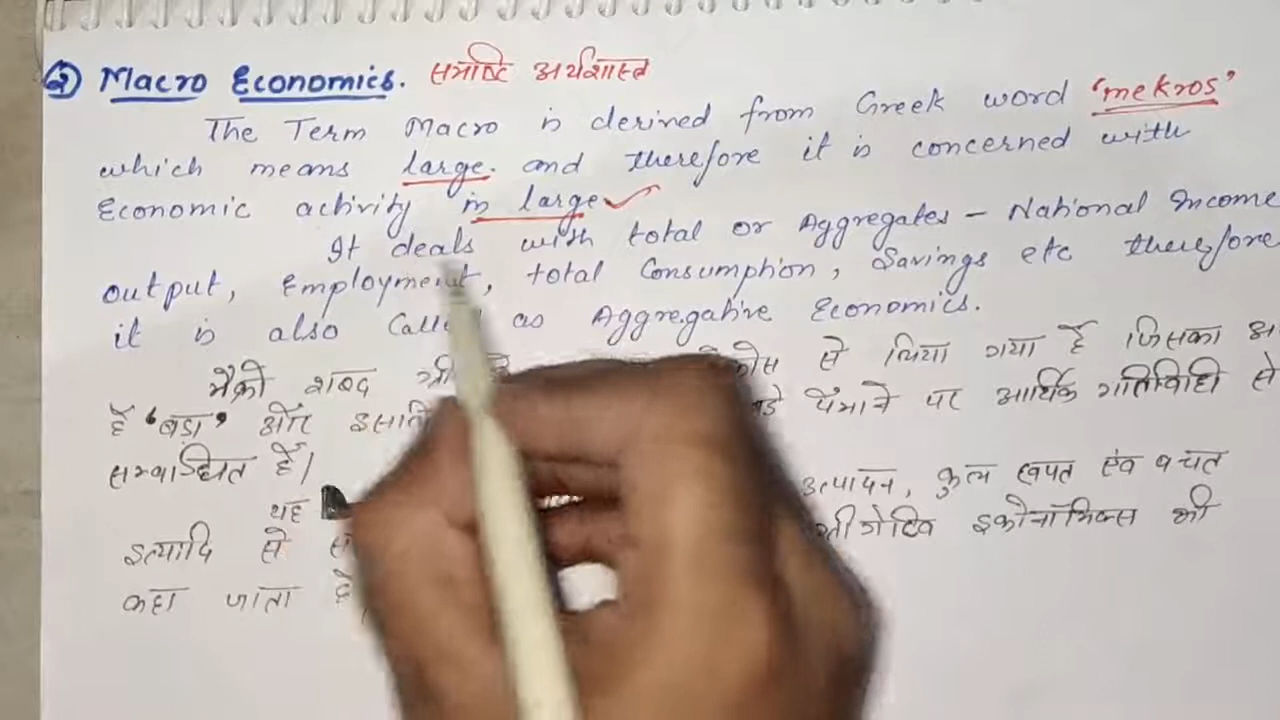 (2) Macro Economics. समष्टि अर्थशास्त्र
The Term Macro is derived from Greek word 'mekros'
which means large. and therefore it is concerned with
Economic activity in large
It deals with total or Aggregates - National Income
output, Employment, total Consumption, Savings etc therefore
it is also Called as Aggregative Economics.
मैक्रो शब्द से लिया गया है जिसका
है 'बड़ा' और पैमाने पर आर्थिक गतिविधि से
सम्बन्धित है।
यह उत्पादन, कुल खपत एंव बचत
इत्यादि से इकोनॉमिक्स भी
कहा जाता है